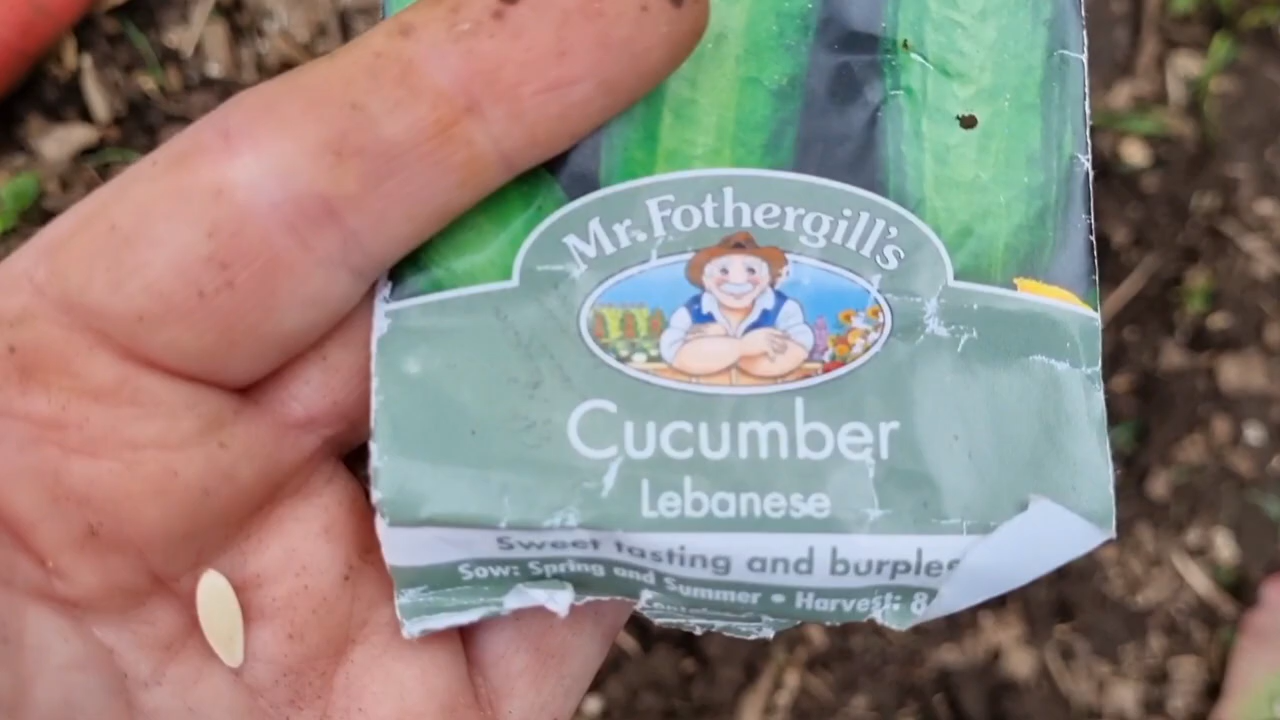 Mr. Fothergill's
Cucumber
Lebanese
Sweet tasting and burples
Sow: Spring and Summer • Harvest: 8